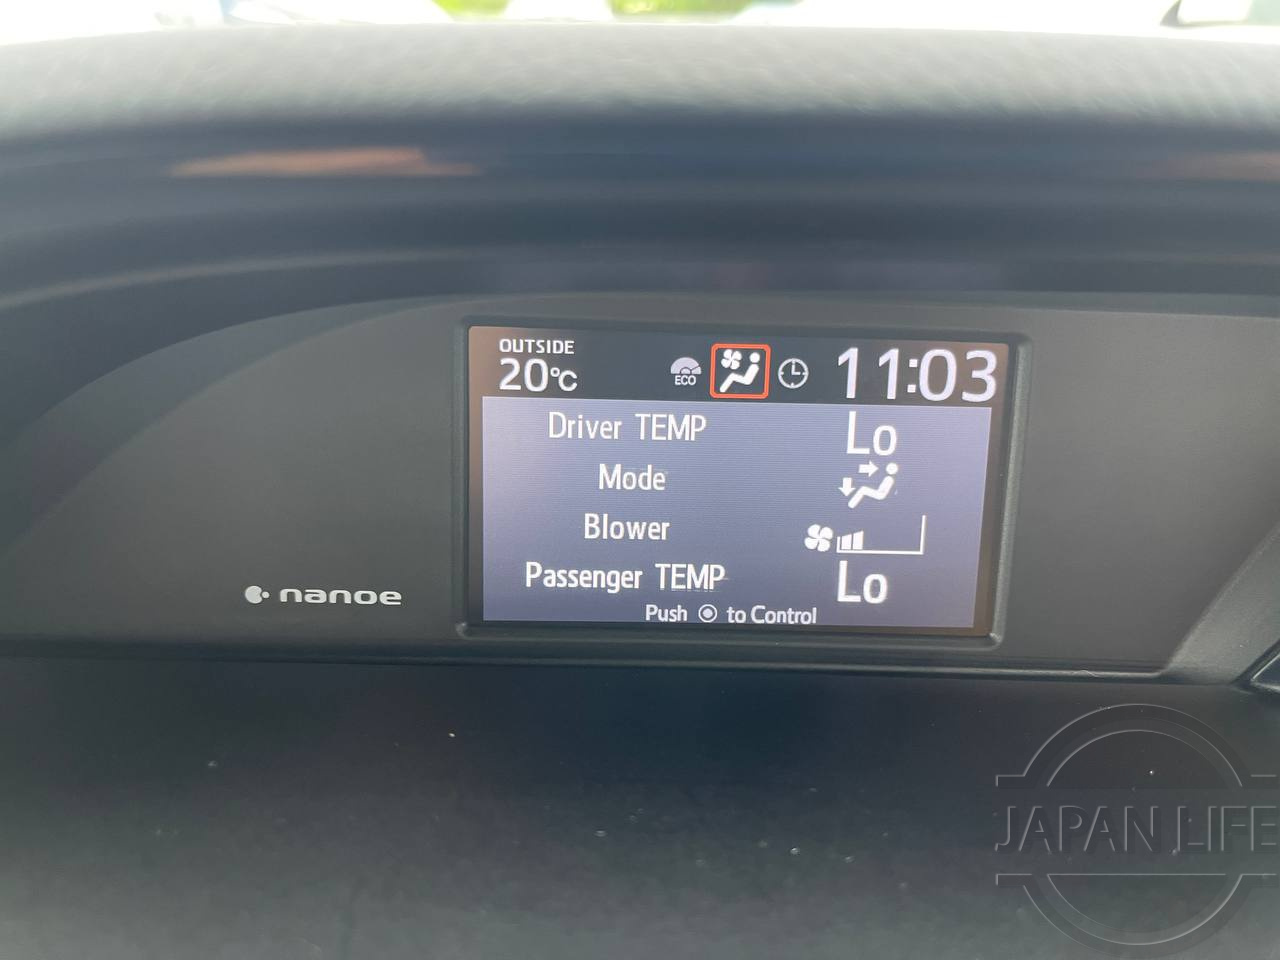 OUTSIDE
20°C
ECO
11:03
Driver TEMP Lo
Mode
Blower
Passenger TEMP Lo
Push to Control
nanoe
JAPAN LIFE